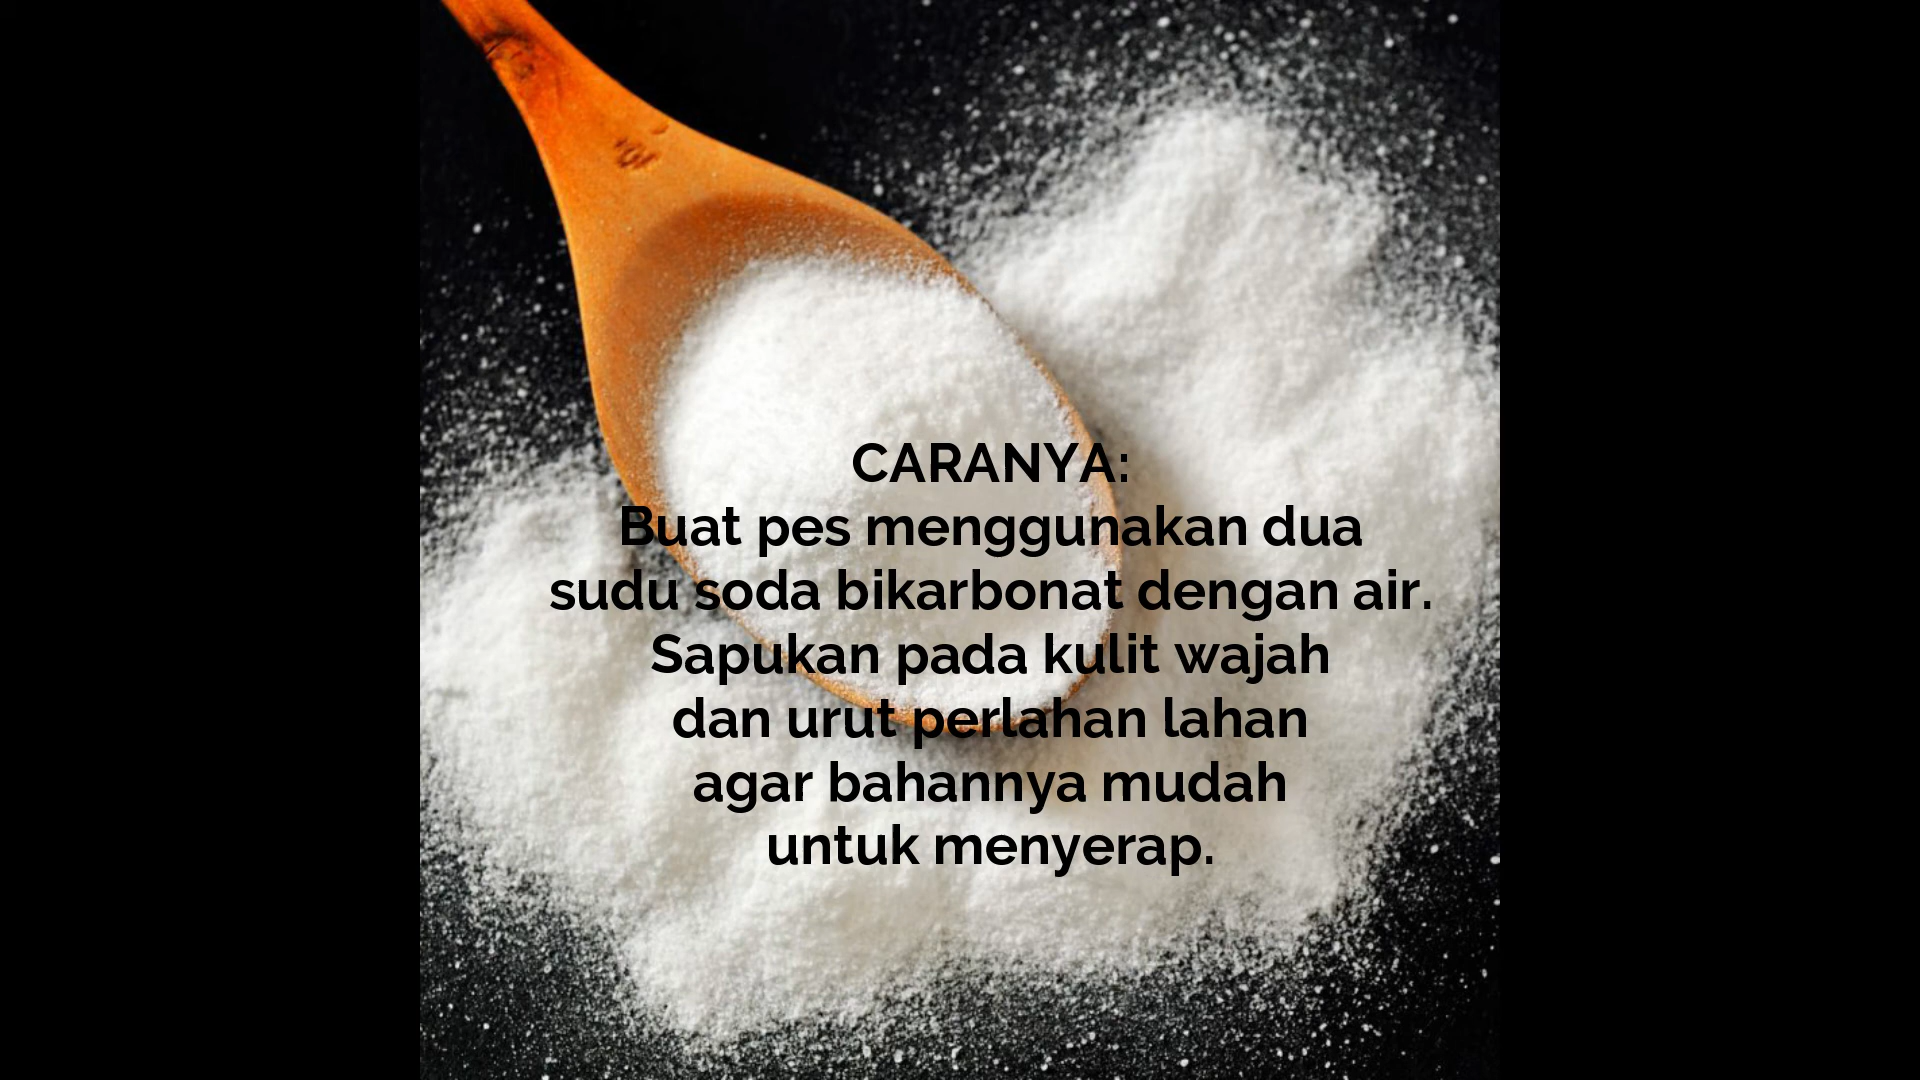 CARANYA:
Buat pes menggunakan dua
sudu soda bikarbonat dengan air.
Sapukan pada kulit wajah
dan urut perlahan lahan
agar bahannya mudah
untuk menyerap.